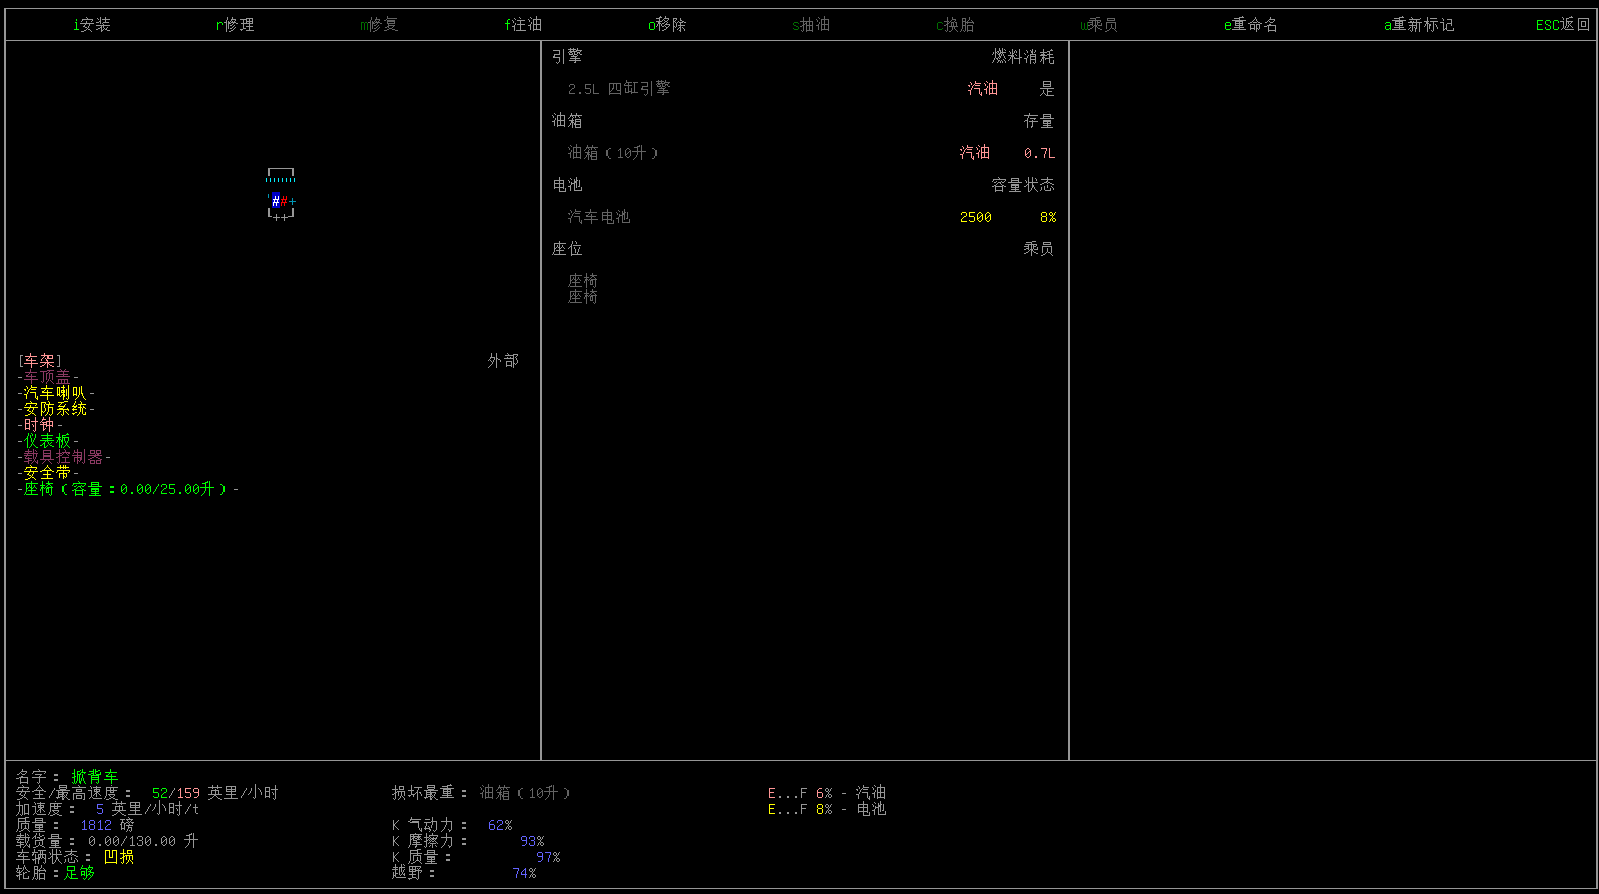 i安装 r修理 m修复 f注油 o移除 s抽油 c换胎 w乘员 e重命名 a重新标记 ESC返回
引擎 燃料消耗
2.5L 四缸引擎 汽油 是
油箱 存量
油箱（10升） 汽油 0.7L
电池 容量状态
汽车电池 2500 8%
座位 乘员
座椅
座椅
##+
++
[车架] 外部
-车顶盖-
-汽车喇叭-
-安防系统-
-时钟-
-仪表板-
-载具控制器-
-安全带-
-座椅（容量：0.00/25.00升）-
名字： 掀背车
安全/最高速度： 52/159 英里/小时 损坏最重： 油箱（10升） E...F 6% - 汽油
加速度： 5 英里/小时/t E...F 8% - 电池
质量： 1812 磅 K 气动力： 62%
载货量： 0.00/130.00 升 K 摩擦力： 93%
车辆状态： 凹损 K 质量： 97%
轮胎：足够 越野： 74%